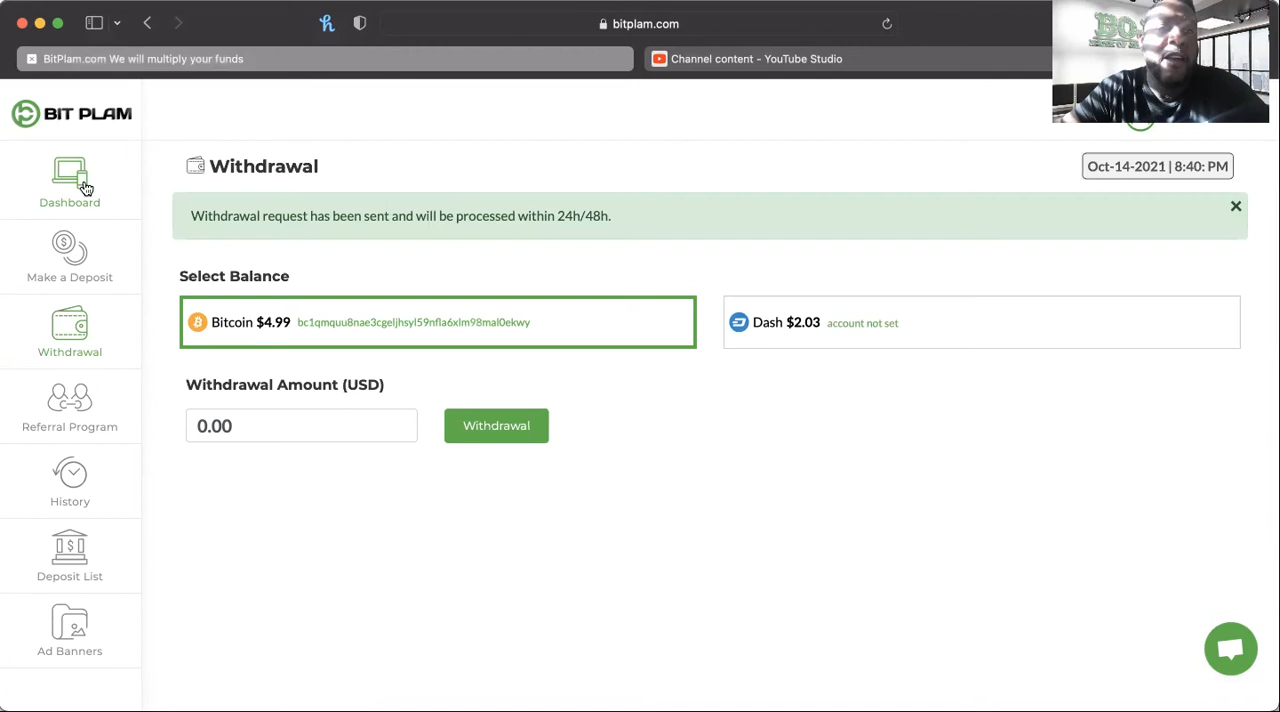 bitplam.com
BitPlam.com We will multiply your funds
Channel content - YouTube Studio
BIT PLAM
Withdrawal
Oct-14-2021 | 8:40: PM
Dashboard
Withdrawal request has been sent and will be processed within 24h/48h.
Make a Deposit
Select Balance
Bitcoin $4.99 bc1qmquu8nae3cgeljhsyl59nfla6xlm98mal0ekwy
Dash $2.03 account not set
Withdrawal
Withdrawal Amount (USD)
0.00
Withdrawal
Referral Program
History
Deposit List
Ad Banners